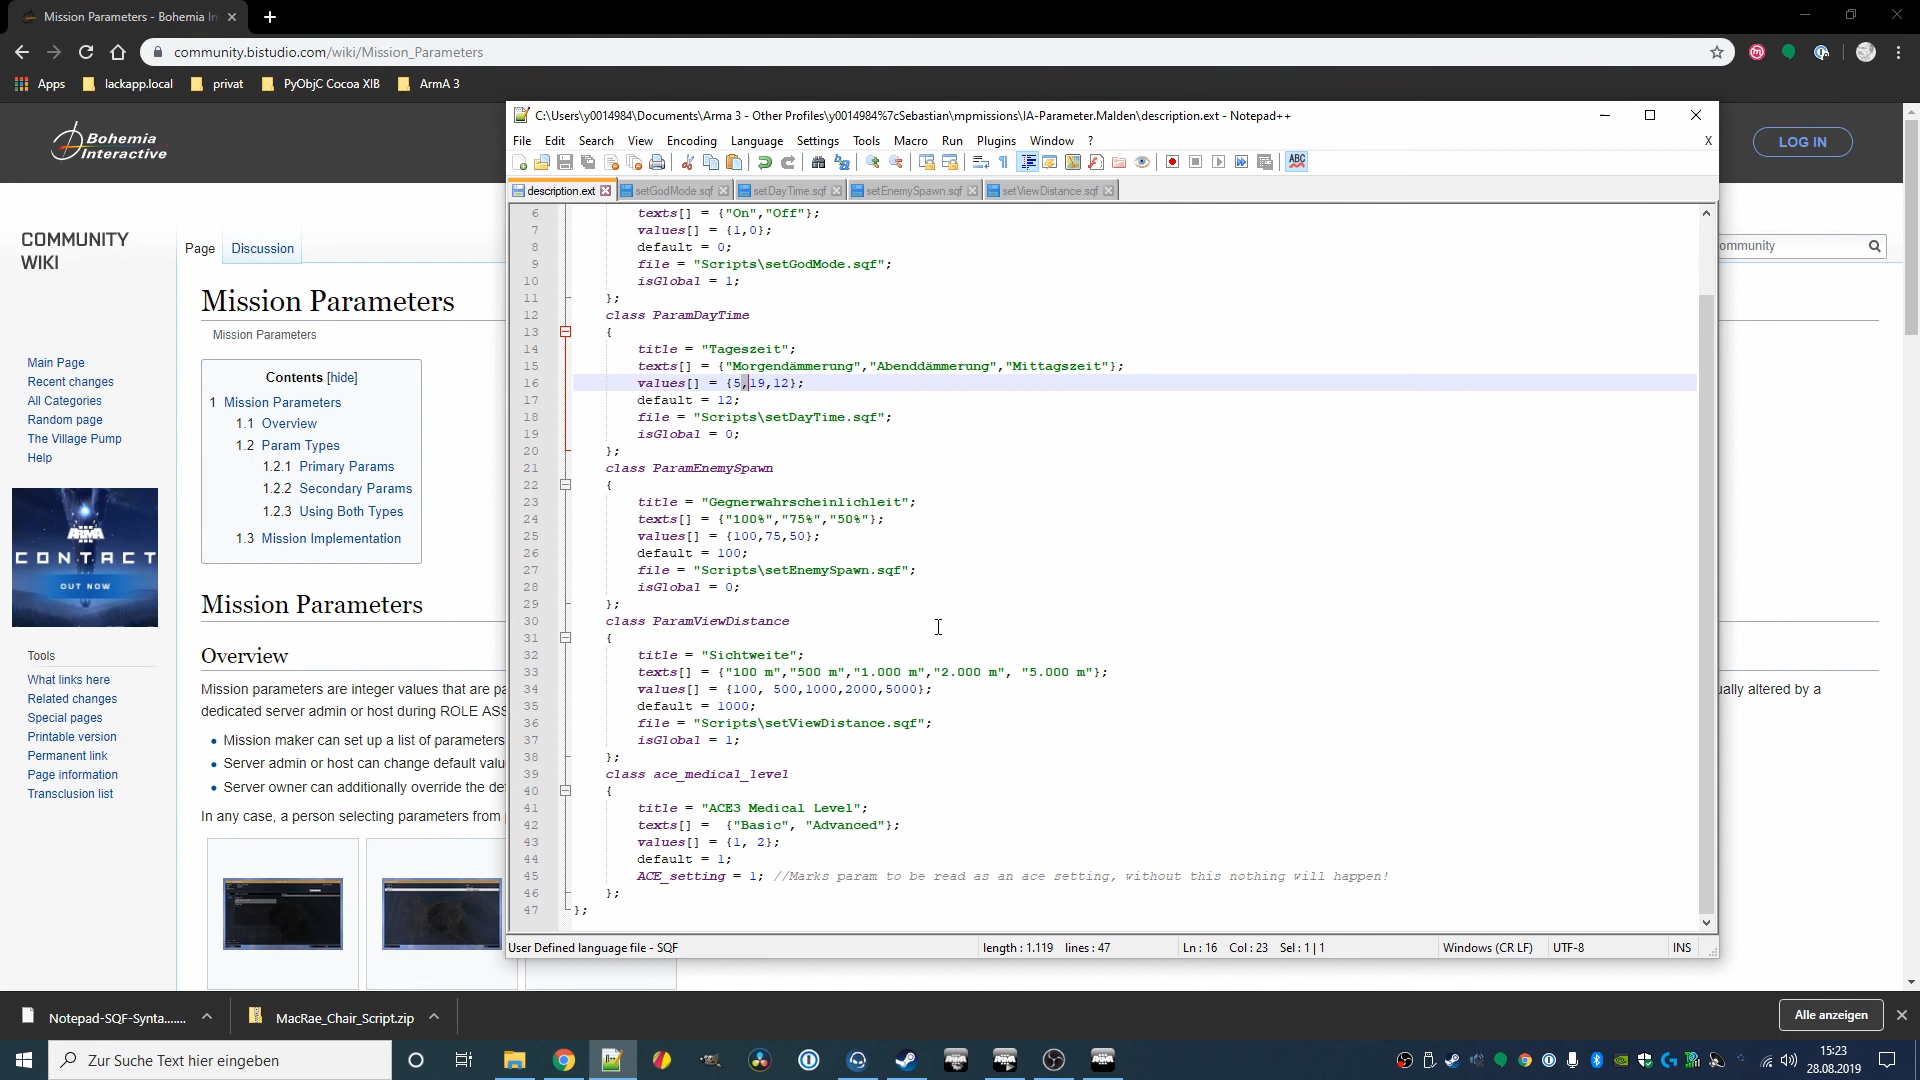 Mission Parameters - Bohemia In
community.bistudio.com/wiki/Mission_Parameters
Apps
lackapp.local
privat
PyObjC Cocoa XIB
ArmA 3
Bohemia
Interactive
LOG IN
COMMUNITY
WIKI
Page
Discussion
ommunity
Mission Parameters
Mission Parameters
Main Page
Recent changes
All Categories
Random page
The Village Pump
Help
Contents [hide]
1 Mission Parameters
1.1 Overview
1.2 Param Types
1.2.1 Primary Params
1.2.2 Secondary Params
1.2.3 Using Both Types
1.3 Mission Implementation
ARMA
CONTACT
OUT NOW
Mission Parameters
Overview
Tools
What links here
Related changes
Special pages
Printable version
Permanent link
Page information
Transclusion list
Mission parameters are integer values that are pa
ually altered by a
dedicated server admin or host during ROLE ASS
Mission maker can set up a list of parameters
Server admin or host can change default valu
Server owner can additionally override the de
In any case, a person selecting parameters from
C:\Users\y0014984\Documents\Arma 3 - Other Profiles\y0014984%7cSebastian\mpmissions\IA-Parameter.Malden\description.ext - Notepad++
File Edit Search View Encoding Language Settings Tools Macro Run Plugins Window ?
X
ABC
description.ext
setGodMode.sqf
setDayTime.sqf
setEnemySpawn.sqf
setViewDistance.sqf
6 texts[] = {"On","Off"};
7 values[] = {1,0};
8 default = 0;
9 file = "Scripts\setGodMode.sqf";
10 isGlobal = 1;
11 };
12 class ParamDayTime
13 {
14 title = "Tageszeit";
15 texts[] = {"Morgendämmerung","Abenddämmerung","Mittagszeit"};
16 values[] = {5,19,12};
17 default = 12;
18 file = "Scripts\setDayTime.sqf";
19 isGlobal = 0;
20 };
21 class ParamEnemySpawn
22 {
23 title = "Gegnerwahrscheinlichleit";
24 texts[] = {"100%","75%","50%"};
25 values[] = {100,75,50};
26 default = 100;
27 file = "Scripts\setEnemySpawn.sqf";
28 isGlobal = 0;
29 };
30 class ParamViewDistance
31 {
32 title = "Sichtweite";
33 texts[] = {"100 m","500 m","1.000 m","2.000 m", "5.000 m"};
34 values[] = {100, 500,1000,2000,5000};
35 default = 1000;
36 file = "Scripts\setViewDistance.sqf";
37 isGlobal = 1;
38 };
39 class ace_medical_level
40 {
41 title = "ACE3 Medical Level";
42 texts[] = {"Basic", "Advanced"};
43 values[] = {1, 2};
44 default = 1;
45 ACE_setting = 1; //Marks param to be read as an ace setting, without this nothing will happen!
46 };
47 };
User Defined language file - SQF
length : 1.119 lines : 47
Ln : 16 Col : 23 Sel : 1 | 1
Windows (CR LF)
UTF-8
INS
Notepad-SQF-Synta.......
MacRae_Chair_Script.zip
Alle anzeigen
Zur Suche Text hier eingeben
15:23
28.08.2019